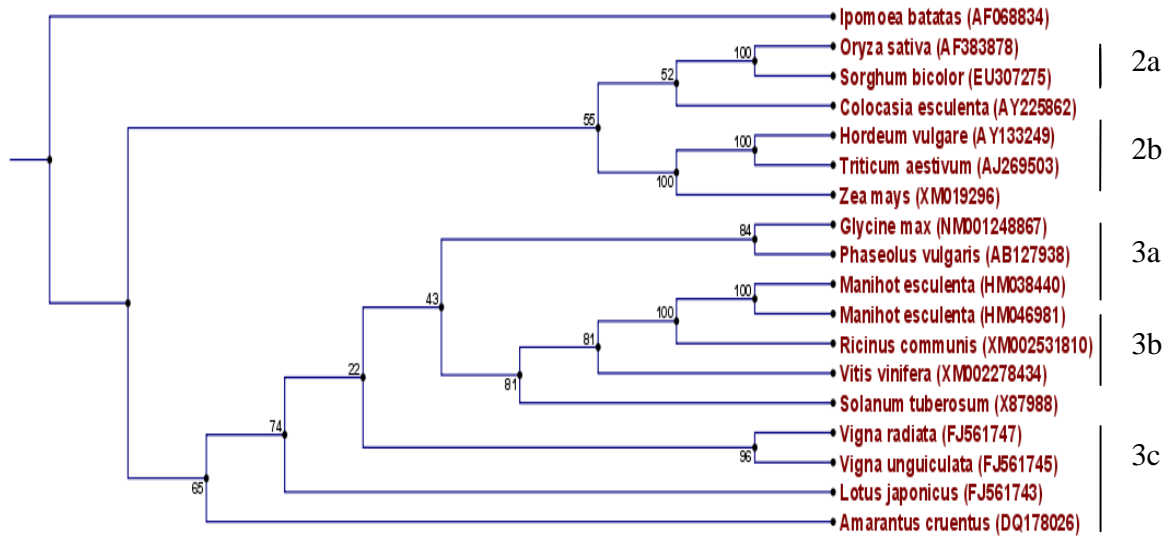 Ipomoea batatas (AF068834)
Oryza sativa (AF383878)
100
2a
Sorghum bicolor (EU307275)
52
Colocasia esculenta (AY225862)
55
Hordeum vulgare (AY133249)
100
2b
Triticum aestivum (AJ269503)
100
Zea mays (XM019296)
Glycine max (NM001248867)
84
3a
Phaseolus vulgaris (AB127938)
Manihot esculenta (HM038440)
100
43
Manihot esculenta (HM046981)
100
3b
Ricinus communis (XM002531810)
81
Vitis vinifera (XM002278434)
22
81
Solanum tuberosum (X87988)
Vigna radiata (FJ561747)
74
3c
Vigna unguiculata (FJ561745)
96
Lotus japonicus (FJ561743)
65
Amarantus cruentus (DQ178026)